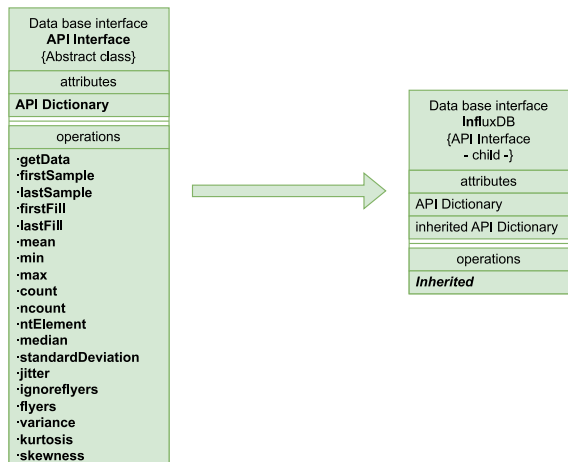 Data base interface
API Interface
{Abstract class}
attributes
API Dictionary
operations
·getData
·firstSample
·lastSample
·firstFill
·lastFill
·mean
·min
·max
·count
·ncount
·ntElement
·median
·standardDeviation
·jitter
·ignoreflyers
·flyers
·variance
·kurtosis
·skewness
Data base interface
InfluxDB
{API Interface
- child -}
attributes
API Dictionary
inherited API Dictionary
operations
Inherited